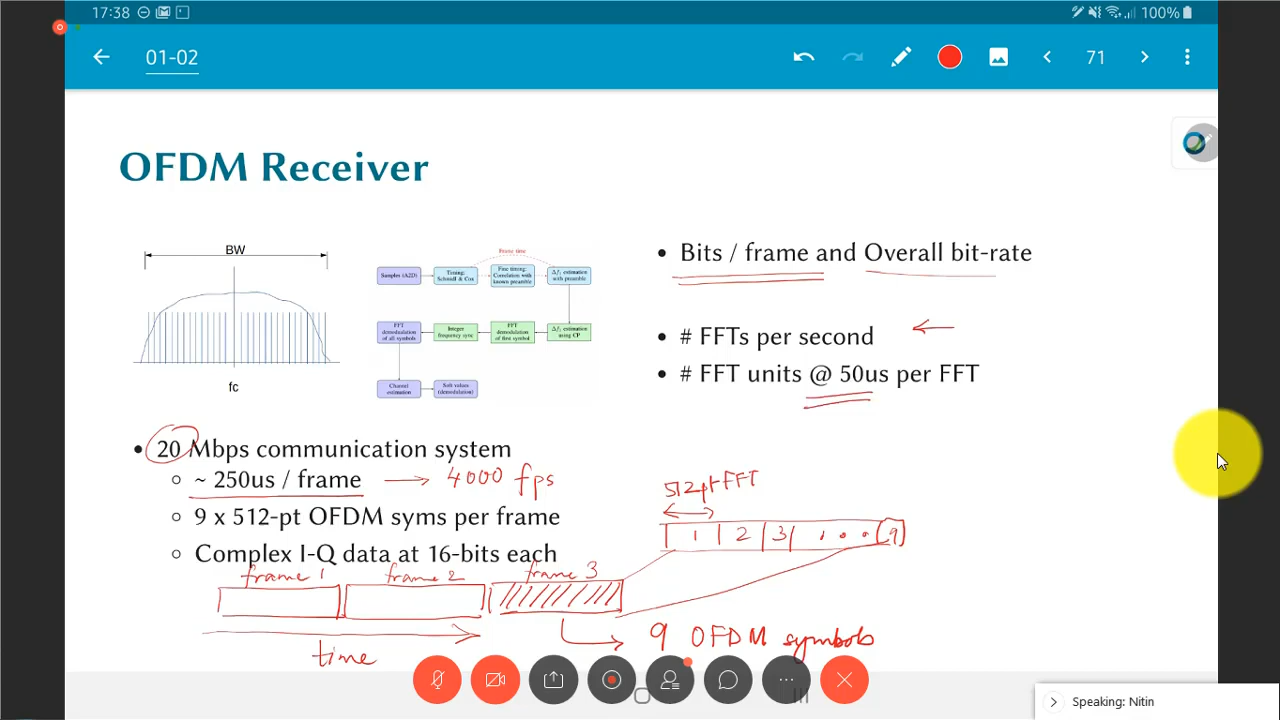 17:38
100%
01-02
71
OFDM Receiver
BW
fc
Frame time
Samples (A2D)
Timing: Schmidl & Cox
Fine timing: Correlation with known preamble
Δf₁ estimation with preamble
FFT demodulation of all symbols
Integer frequency sync
FFT demodulation of first symbol
Δf₁ estimation using CP
Channel estimation
Soft values (demodulation)
• Bits / frame and Overall bit-rate
• # FFTs per second
• # FFT units @ 50us per FFT
• 20 Mbps communication system
~ 250us / frame → 4000 fps
9 x 512-pt OFDM syms per frame
Complex I-Q data at 16-bits each
512pt FFT
1 2 3 . . . 9
frame 1 frame 2 frame 3
9 OFDM symbols
time
Speaking: Nitin